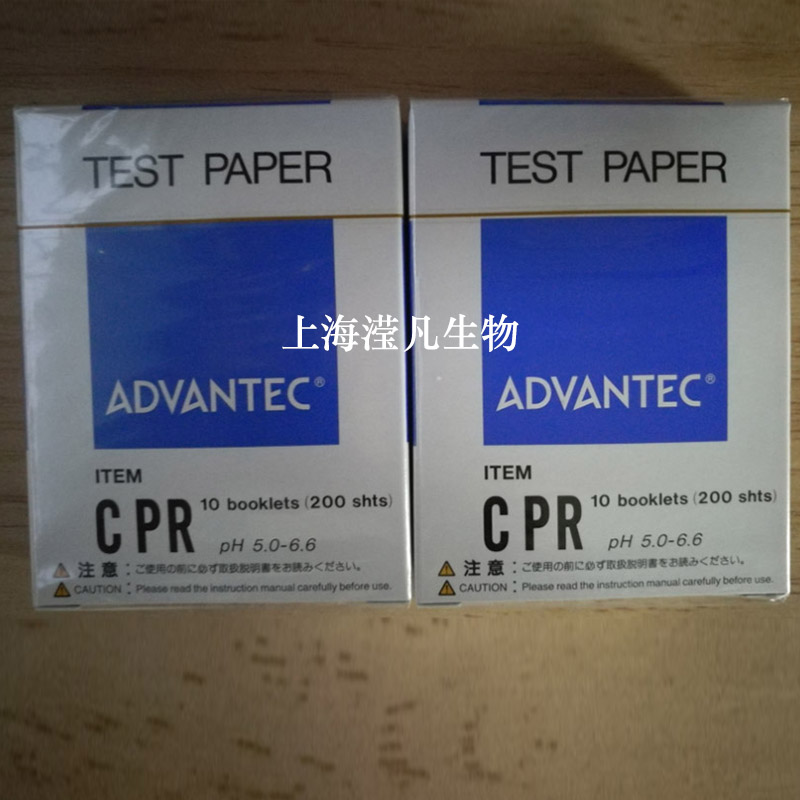 TEST PAPER
ADVANTEC®
ITEM
CPR 10 booklets (200 shts)
pH 5.0-6.6
注意：ご使用の前に必ず取扱説明書をお読みください。
CAUTION : Please read the instruction manual carefully before use.
TEST PAPER
ADVANTEC®
ITEM
CPR 10 booklets (200 shts)
pH 5.0-6.6
注意：ご使用の前に必ず取扱説明書をお読みください。
CAUTION : Please read the instruction manual carefully before use.
上海滢凡生物